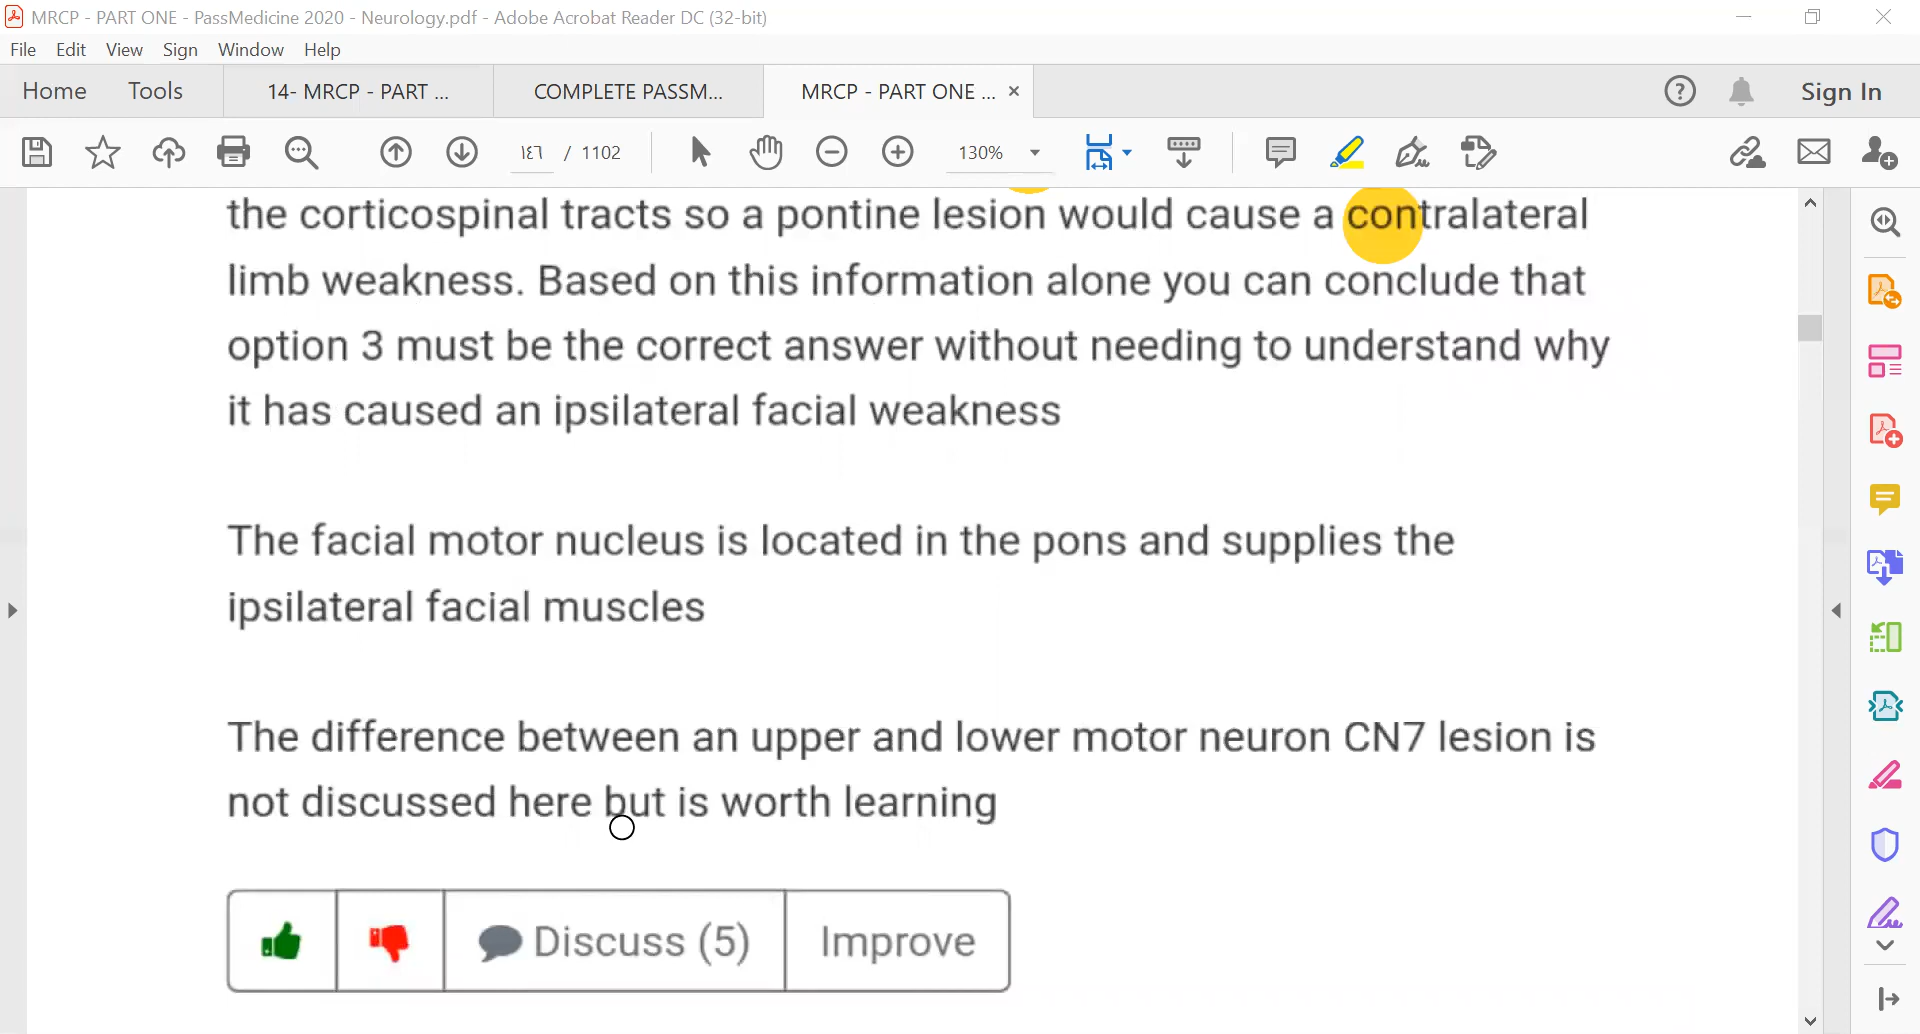 MRCP - PART ONE - PassMedicine 2020 - Neurology.pdf - Adobe Acrobat Reader DC (32-bit)
File Edit View Sign Window Help
Home Tools 14- MRCP - PART ... COMPLETE PASSM... MRCP - PART ONE ... × Sign In
١٤٦ / 1102 130%
the corticospinal tracts so a pontine lesion would cause a contralateral
limb weakness. Based on this information alone you can conclude that
option 3 must be the correct answer without needing to understand why
it has caused an ipsilateral facial weakness
The facial motor nucleus is located in the pons and supplies the
ipsilateral facial muscles
The difference between an upper and lower motor neuron CN7 lesion is
not discussed here but is worth learning
Discuss (5) Improve